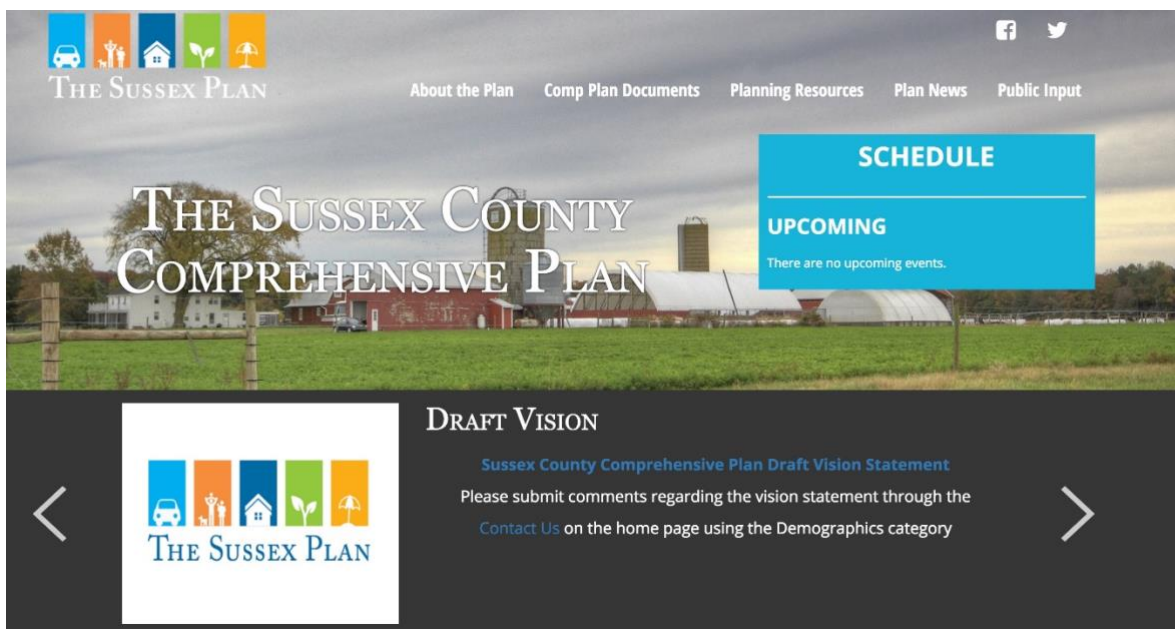 THE SUSSEX PLAN
About the Plan Comp Plan Documents Planning Resources Plan News Public Input
SCHEDULE
UPCOMING
There are no upcoming events.
THE SUSSEX COUNTY
COMPREHENSIVE PLAN
DRAFT VISION
Sussex County Comprehensive Plan Draft Vision Statement
Please submit comments regarding the vision statement through the
Contact Us on the home page using the Demographics category
THE SUSSEX PLAN